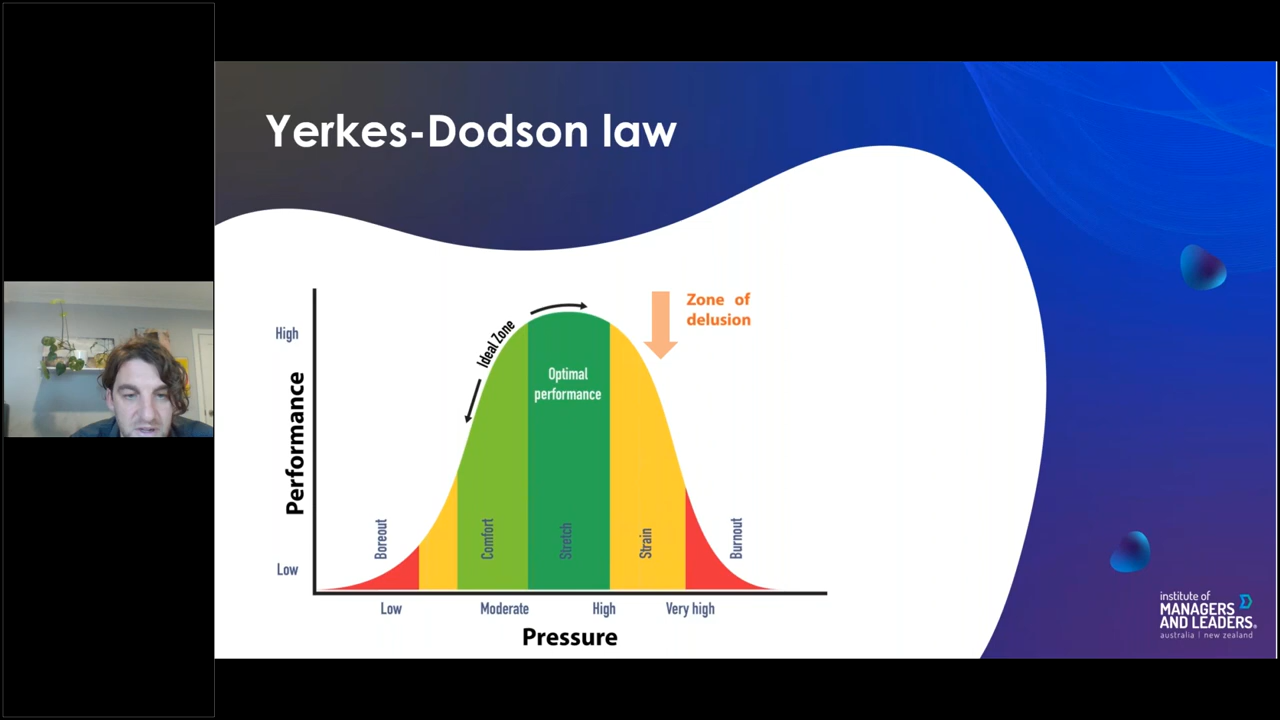 Yerkes-Dodson law
Zone of
delusion
High
Ideal Zone
Optimal
performance
Performance
Boreout
Comfort
Stretch
Strain
Burnout
Low
Low
Moderate
High
Very high
Pressure
institute of
MANAGERS
AND LEADERS®
australia | new zealand